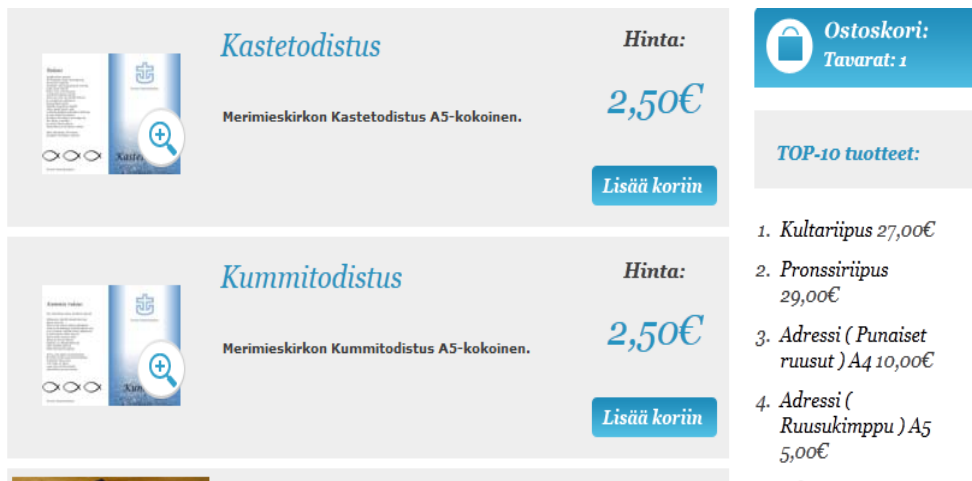 Kastetodistus
Merimieskirkon Kastetodistus A5-kokoinen.
Hinta:
2,50€
Lisää koriin
Kummitodistus
Merimieskirkon Kummitodistus A5-kokoinen.
Hinta:
2,50€
Lisää koriin
Ostoskori:
Tavarat: 1
TOP-10 tuotteet:
1. Kultariipus 27,00€
2. Pronssiriipus
29,00€
3. Adressi ( Punaiset
ruusut ) A4 10,00€
4. Adressi (
Ruusukimppu ) A5
5,00€